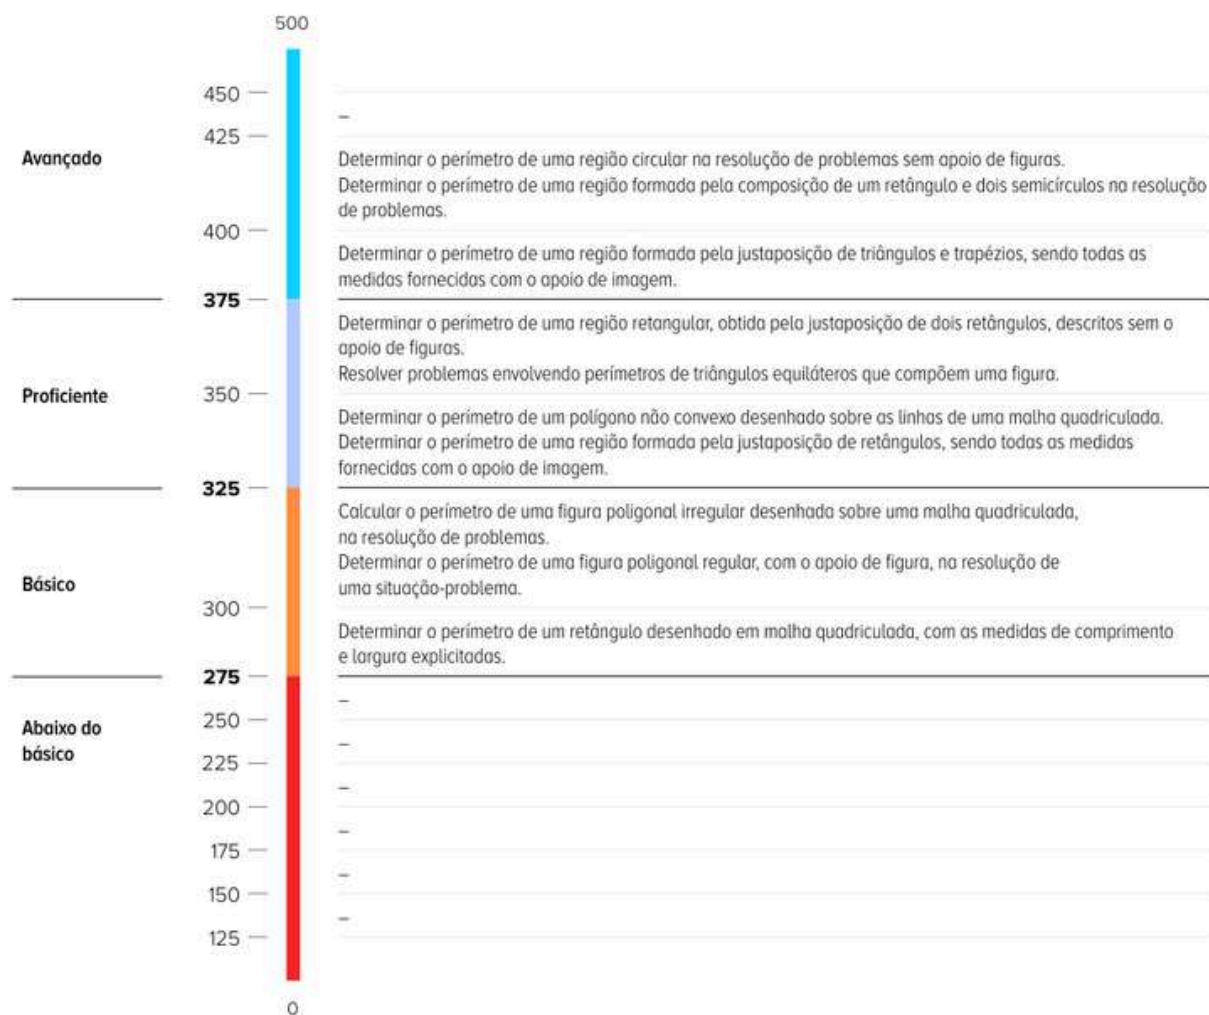 500
450
–
425
Avançado
Determinar o perímetro de uma região circular na resolução de problemas sem apoio de figuras.
Determinar o perímetro de uma região formada pela composição de um retângulo e dois semicírculos na resolução
de problemas.
400
Determinar o perímetro de uma região formada pela justaposição de triângulos e trapézios, sendo todas as
medidas fornecidas com o apoio de imagem.
375
Determinar o perímetro de uma região retangular, obtida pela justaposição de dois retângulos, descritos sem o
apoio de figuras.
Resolver problemas envolvendo perímetros de triângulos equiláteros que compõem uma figura.
Proficiente
350
Determinar o perímetro de um polígono não convexo desenhado sobre as linhas de uma malha quadriculada.
Determinar o perímetro de uma região formada pela justaposição de retângulos, sendo todas as medidas
fornecidas com o apoio de imagem.
325
Calcular o perímetro de uma figura poligonal irregular desenhada sobre uma malha quadriculada,
na resolução de problemas.
Determinar o perímetro de uma figura poligonal regular, com o apoio de figura, na resolução de
uma situação-problema.
Básico
300
Determinar o perímetro de um retângulo desenhado em malha quadriculada, com as medidas de comprimento
e largura explicitadas.
275
–
250
Abaixo do
básico
–
225
–
200
–
175
–
150
–
125
0